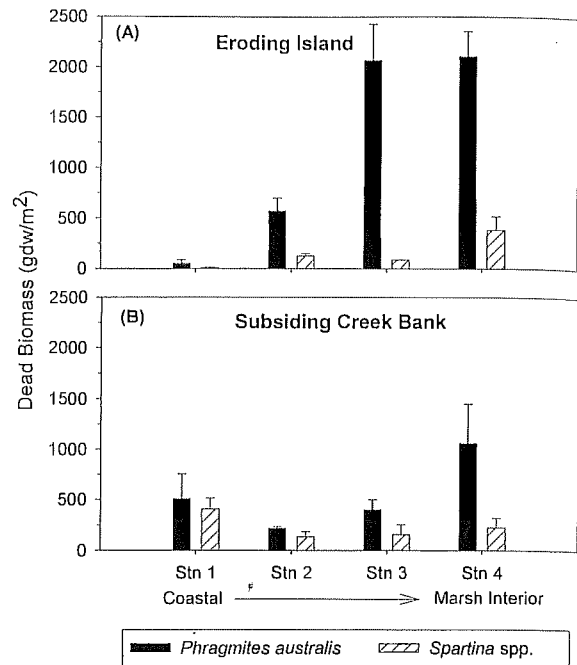 (A)
Eroding Island
2500
2000
1500
1000
500
0
Dead Biomass (gdw/m²)
(B)
Subsiding Creek Bank
2500
2000
1500
1000
500
0
Stn 1 Stn 2 Stn 3 Stn 4
Coastal Marsh Interior
Phragmites australis Spartina spp.